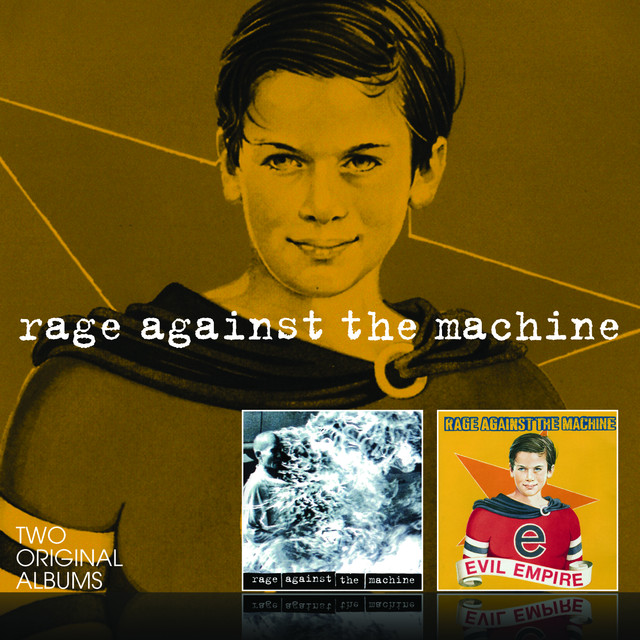 rage against the machine
TWO
ORIGINAL
ALBUMS
rage against the machine
RAGE AGAINST THE MACHINE
e
EVIL EMPIRE